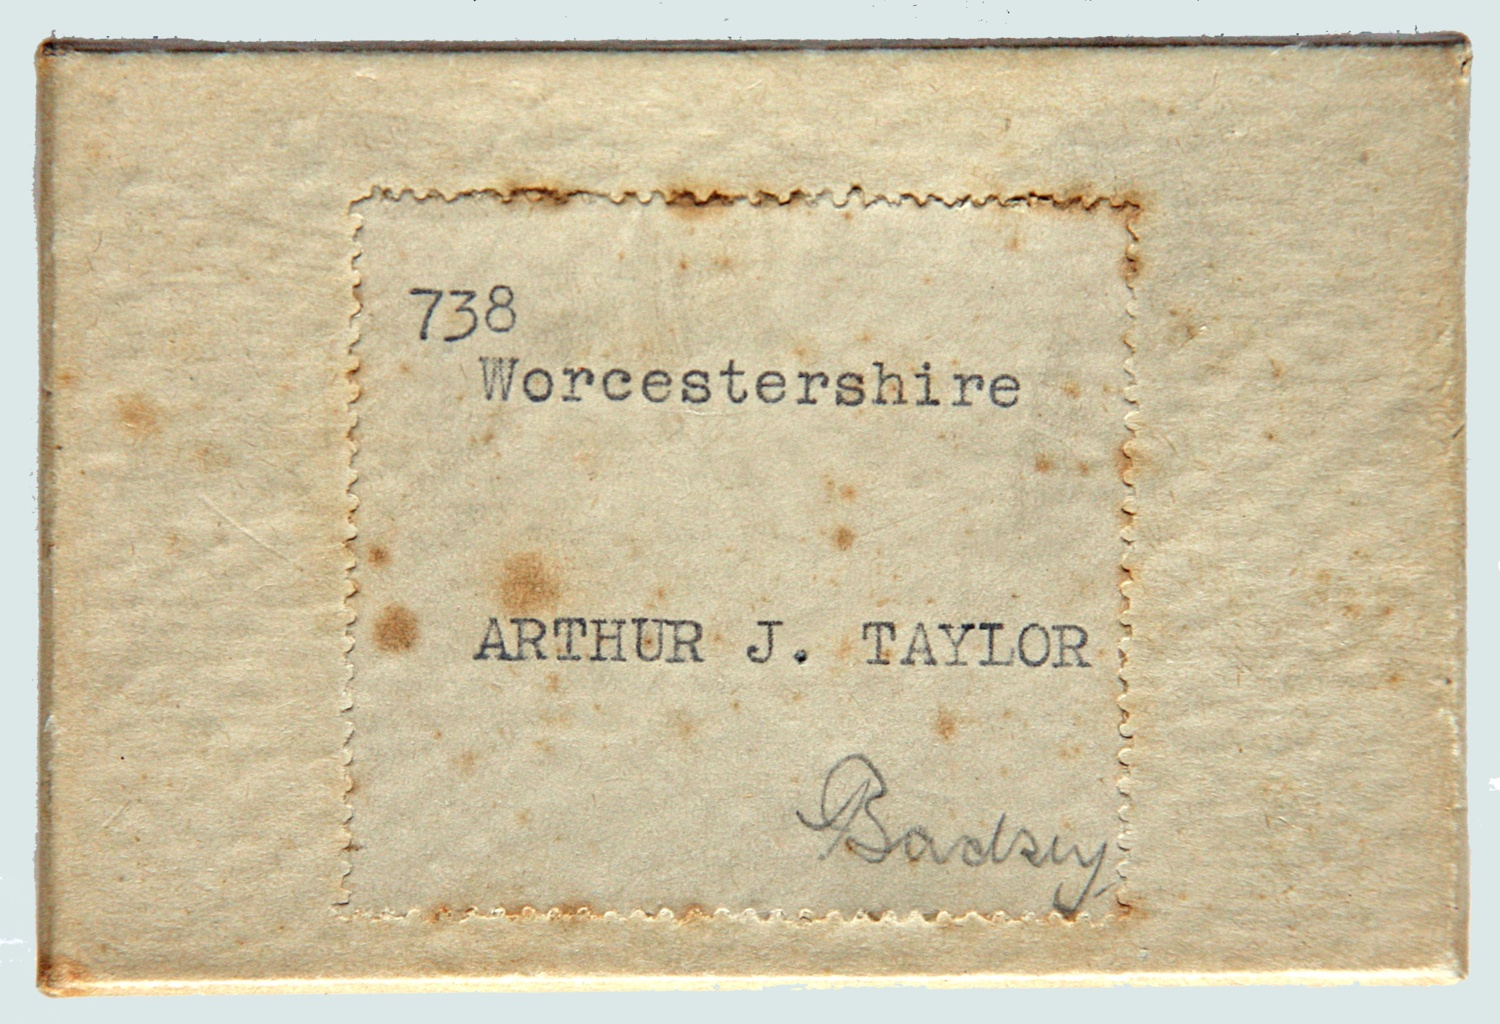 738
Worcestershire
ARTHUR J. TAYLOR
Badsey